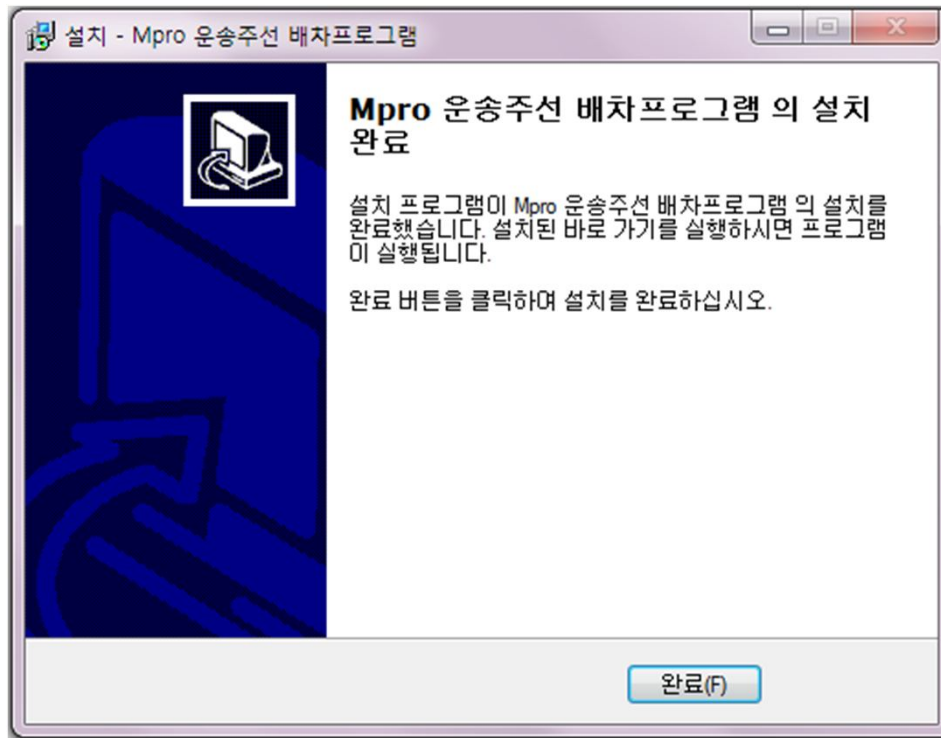 설치 - Mpro 운송주선 배차프로그램
Mpro 운송주선 배차프로그램 의 설치
완료
설치 프로그램이 Mpro 운송주선 배차프로그램 의 설치를
완료했습니다. 설치된 바로 가기를 실행하시면 프로그램
이 실행됩니다.
완료 버튼을 클릭하여 설치를 완료하십시오.
완료(F)